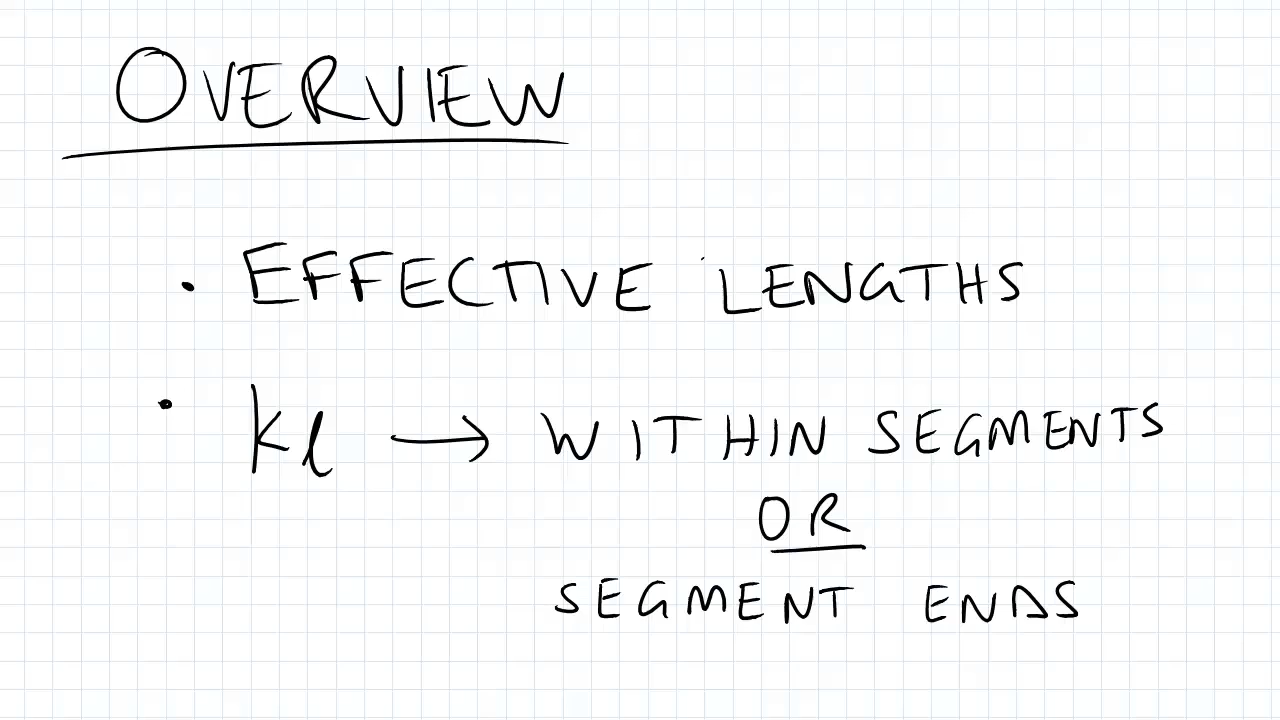 OVERVIEW
• EFFECTIVE LENGTHS
• kl → WITHIN SEGMENTS
OR
SEGMENT ENDS